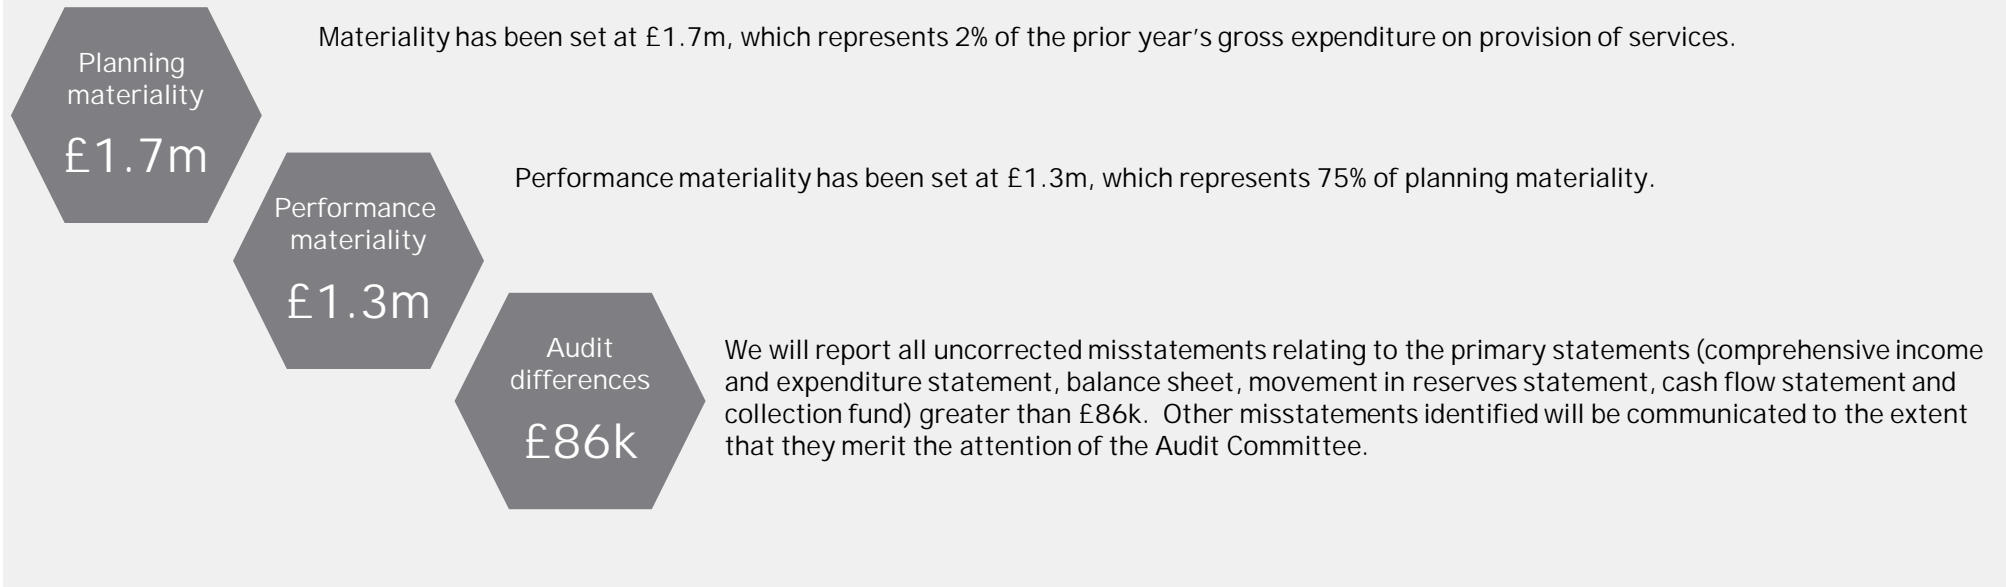 Planning
materiality
£1.7m
Materiality has been set at £1.7m, which represents 2% of the prior year’s gross expenditure on provision of services.
Performance
materiality
£1.3m
Performance materiality has been set at £1.3m, which represents 75% of planning materiality.
Audit
differences
£86k
We will report all uncorrected misstatements relating to the primary statements (comprehensive income
and expenditure statement, balance sheet, movement in reserves statement, cash flow statement and
collection fund) greater than £86k.  Other misstatements identified will be communicated to the extent
that they merit the attention of the Audit Committee.